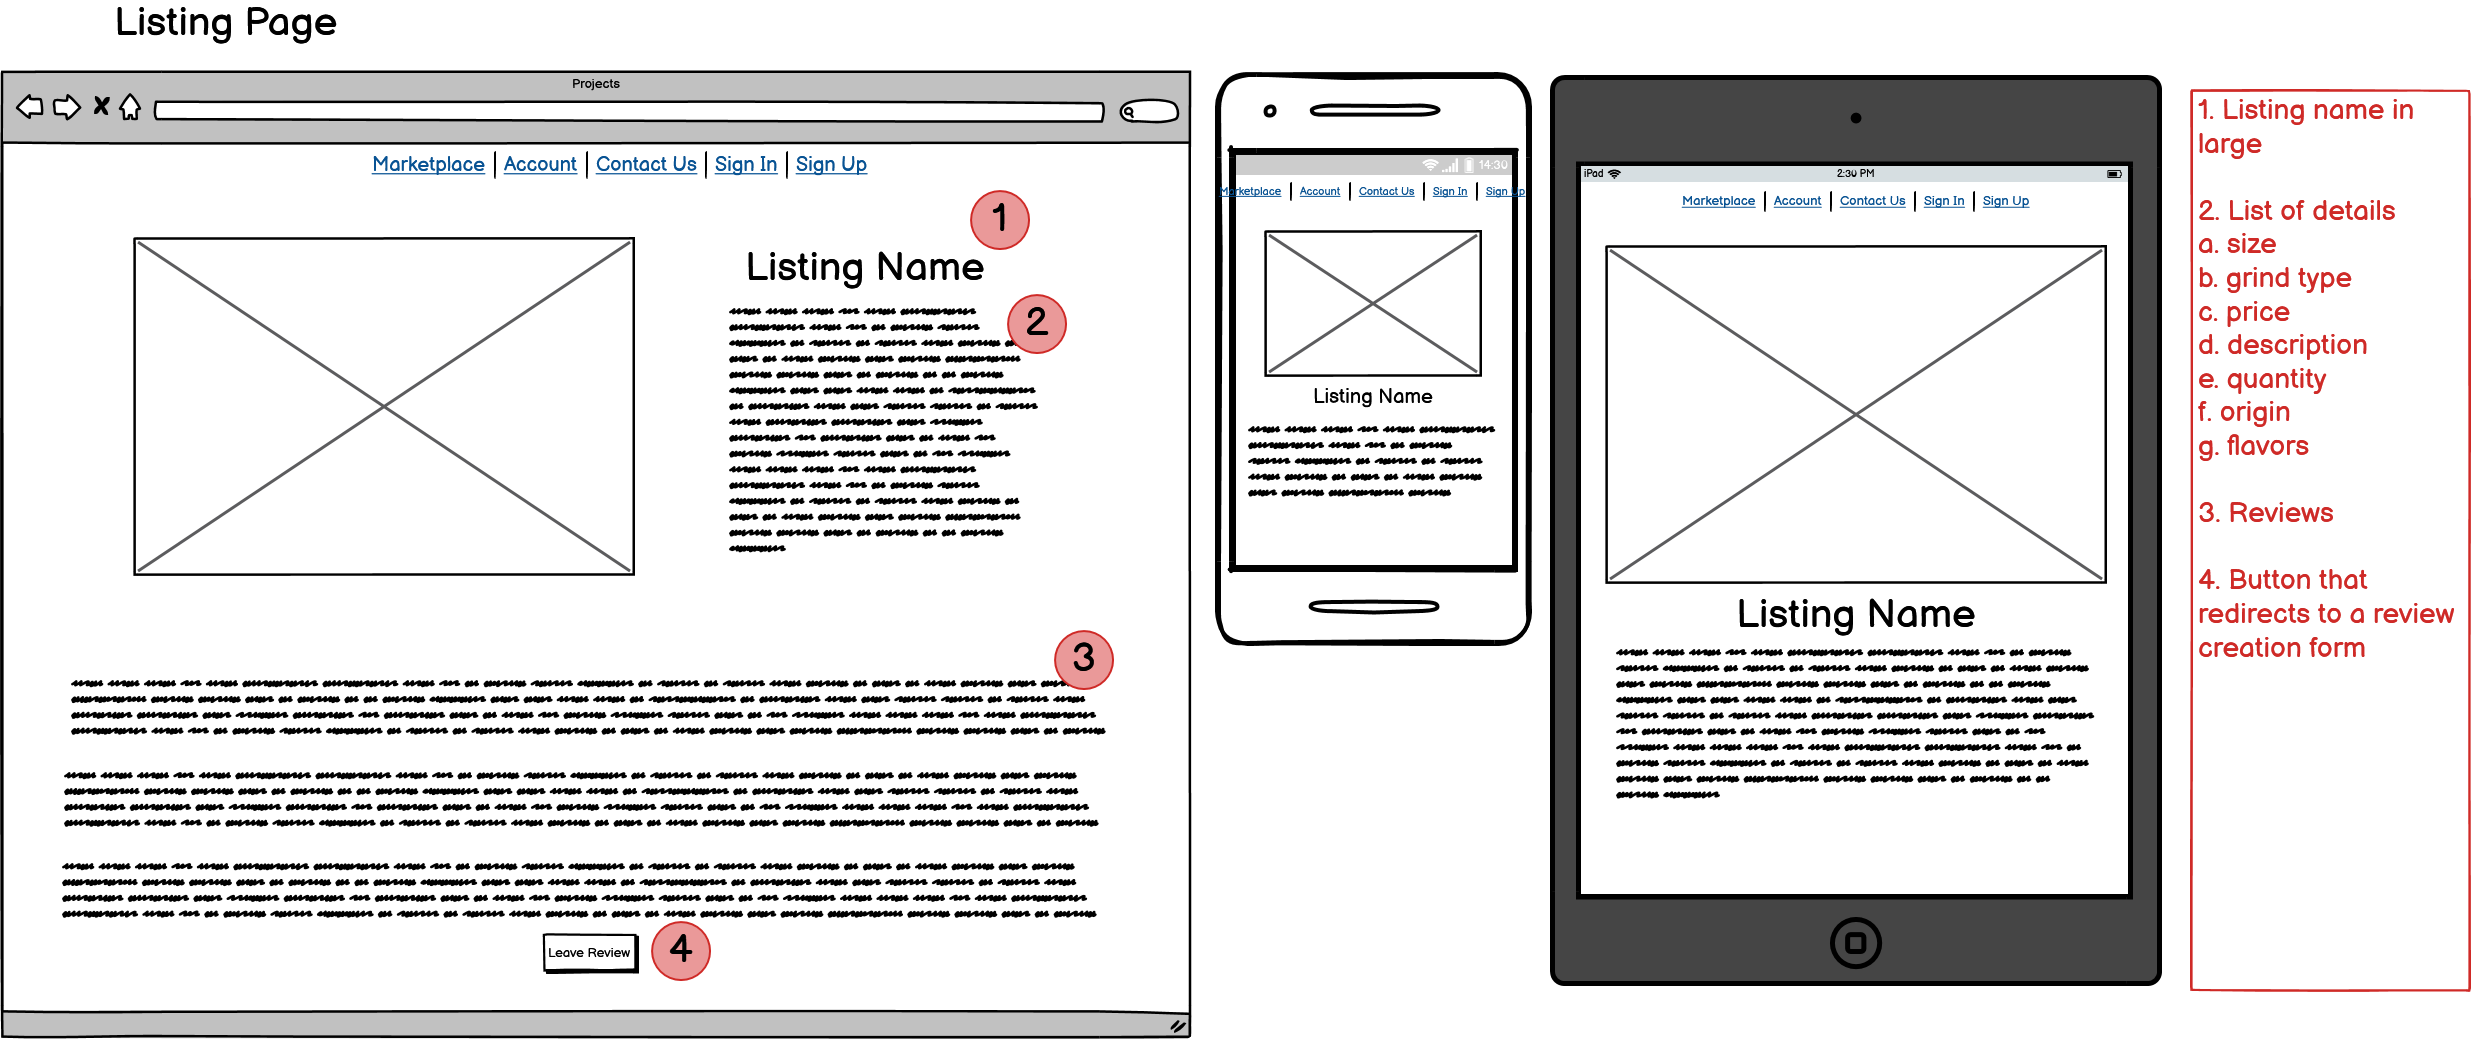 Listing Page
Projects
Marketplace | Account | Contact Us | Sign In | Sign Up
1
Listing Name
2
3
Leave Review
4
14:30
Marketplace | Account | Contact Us | Sign In | Sign Up
Listing Name
iPad
2:30 PM
Marketplace | Account | Contact Us | Sign In | Sign Up
Listing Name
1. Listing name in
large
2. List of details
a. size
b. grind type
c. price
d. description
e. quantity
f. origin
g. flavors
3. Reviews
4. Button that
redirects to a review
creation form